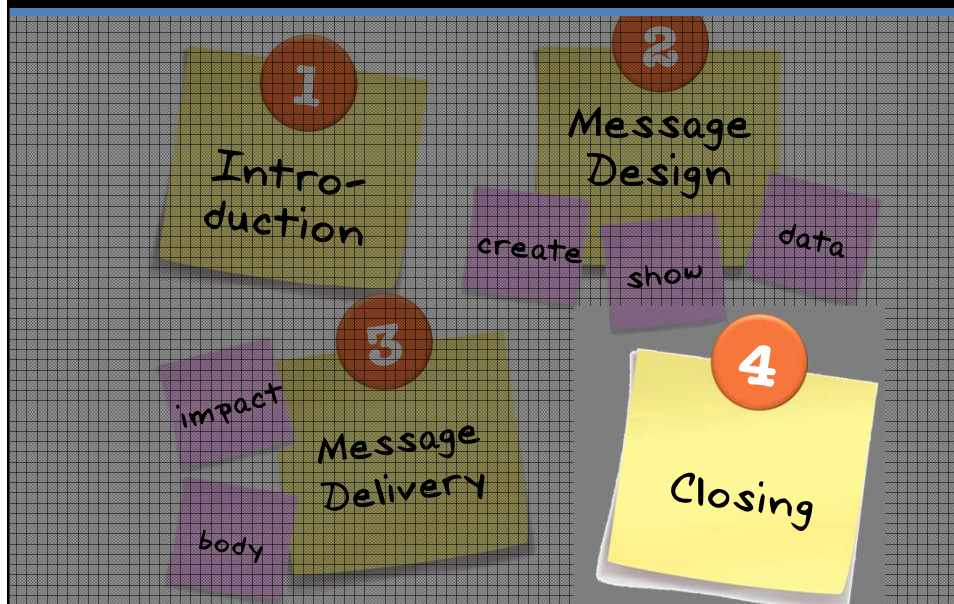 1
Intro-
duction
2
Message
Design
create
show
data
3
impact
Message
Delivery
body
4
Closing